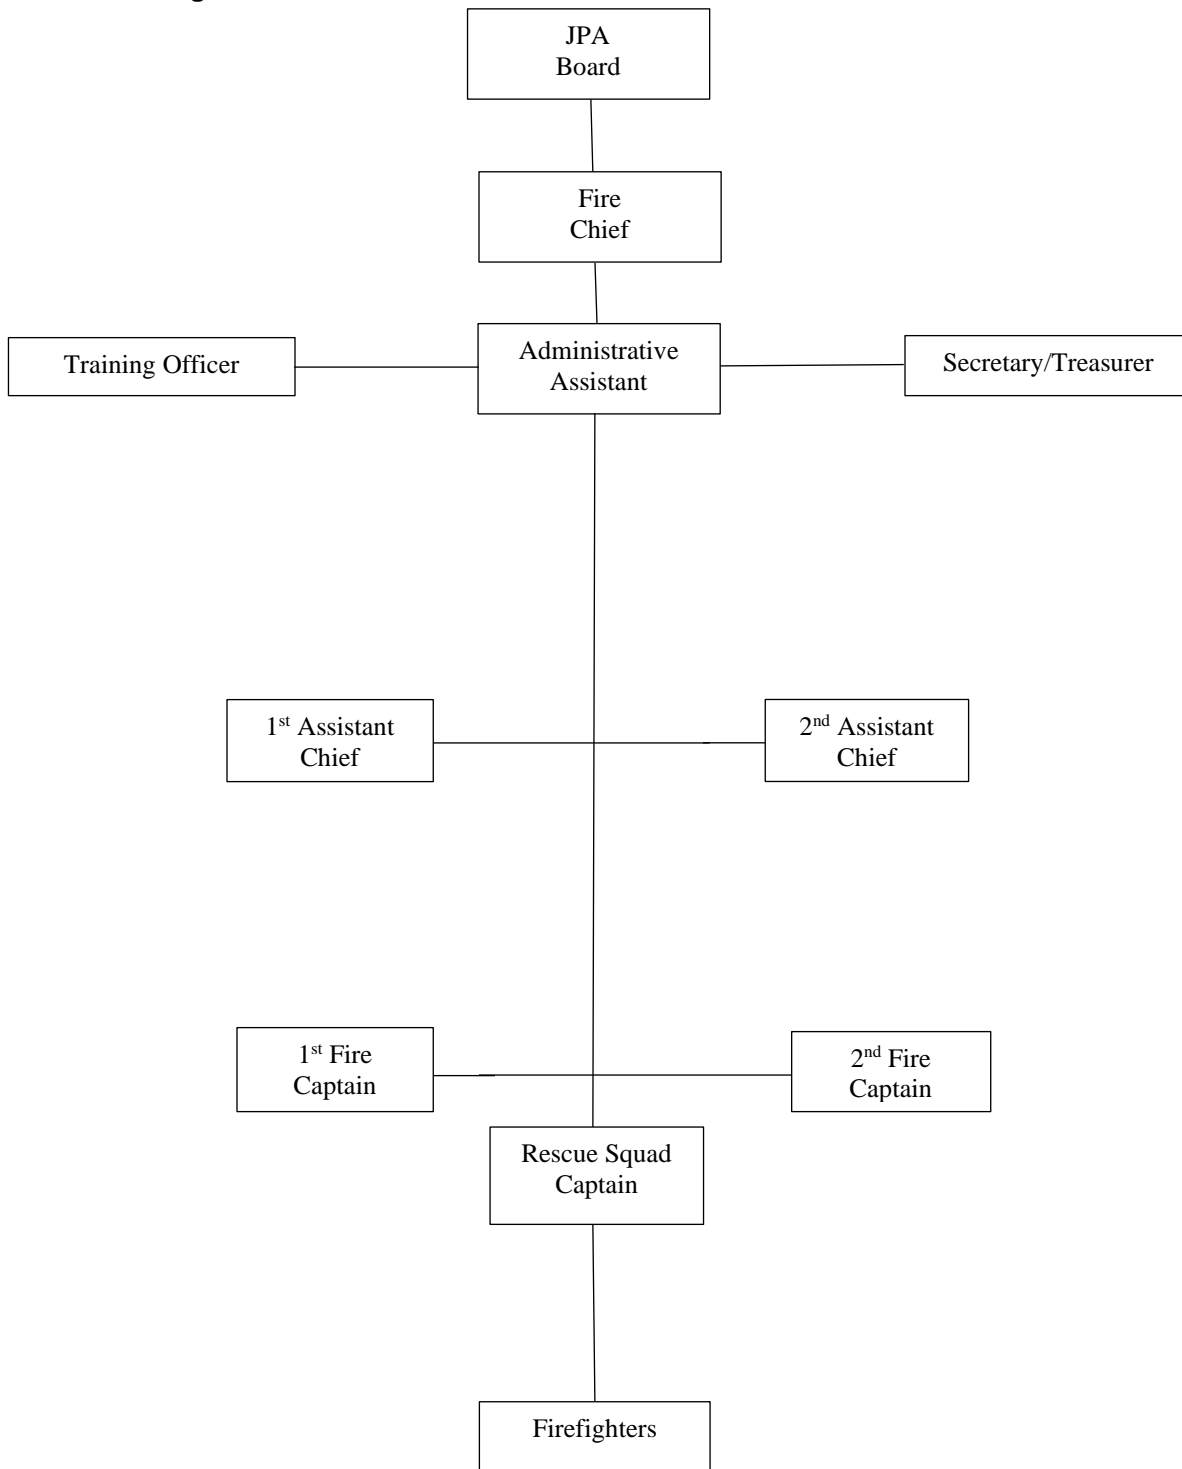 JPA
Board
Fire
Chief
Training Officer
Administrative
Assistant
Secretary/Treasurer
1st Assistant
Chief
2nd Assistant
Chief
1st Fire
Captain
2nd Fire
Captain
Rescue Squad
Captain
Firefighters